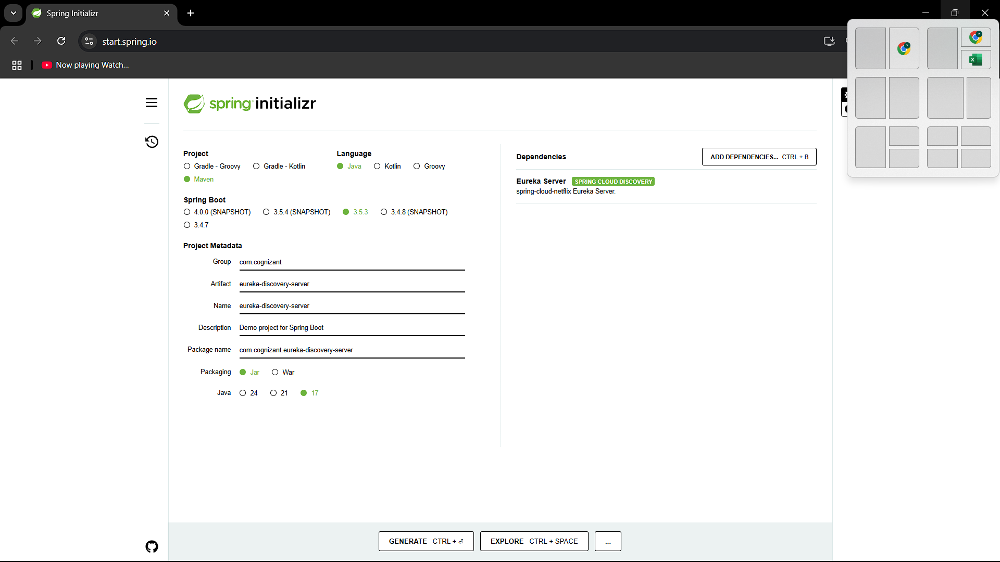 Spring Initializr
start.spring.io
Now playing Watch...
spring initializr
Project
Gradle - Groovy Gradle - Kotlin
Maven
Language
Java Kotlin Groovy
Spring Boot
4.0.0 (SNAPSHOT) 3.5.4 (SNAPSHOT) 3.5.3 3.4.8 (SNAPSHOT)
3.4.7
Project Metadata
Group com.cognizant
Artifact eureka-discovery-server
Name eureka-discovery-server
Description Demo project for Spring Boot
Package name com.cognizant.eureka-discovery-server
Packaging Jar War
Java 24 21 17
Dependencies ADD DEPENDENCIES... CTRL + B
Eureka Server SPRING CLOUD DISCOVERY
spring-cloud-netflix Eureka Server.
GENERATE CTRL + ⏎ EXPLORE CTRL + SPACE ...